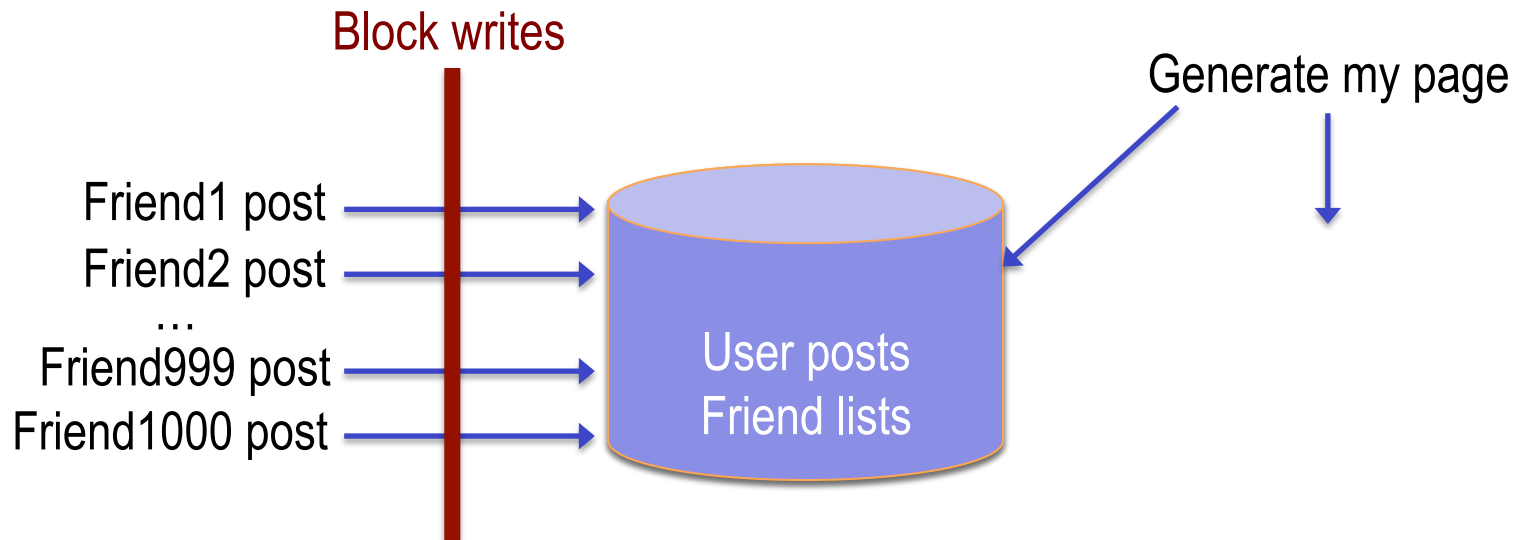 Block writes
Generate my page
Friend1 post
Friend2 post
…
Friend999 post
Friend1000 post
User posts
Friend lists